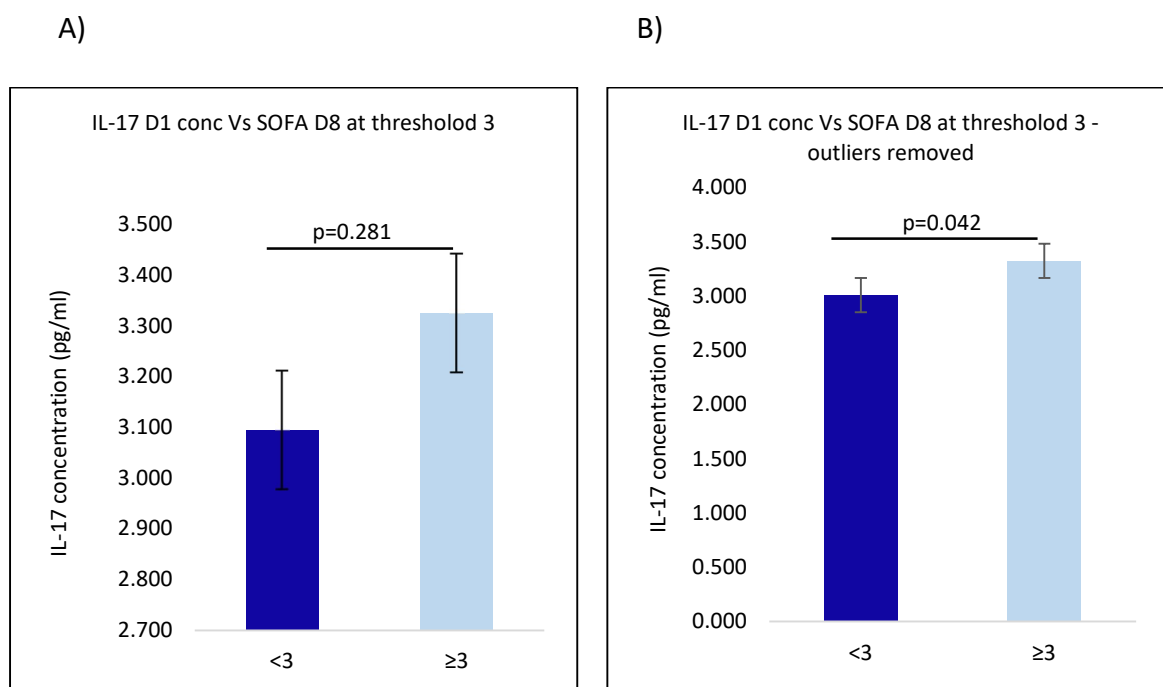 A)
IL-17 D1 conc Vs SOFA D8 at thresholod 3
3.500
3.400
3.300
3.200
3.100
3.000
2.900
2.800
2.700
IL-17 concentration (pg/ml)
p=0.281
<3
≥3
B)
IL-17 D1 conc Vs SOFA D8 at thresholod 3 -
outliers removed
4.000
3.500
3.000
2.500
2.000
1.500
1.000
0.500
0.000
IL-17 concentration (pg/ml)
p=0.042
<3
≥3